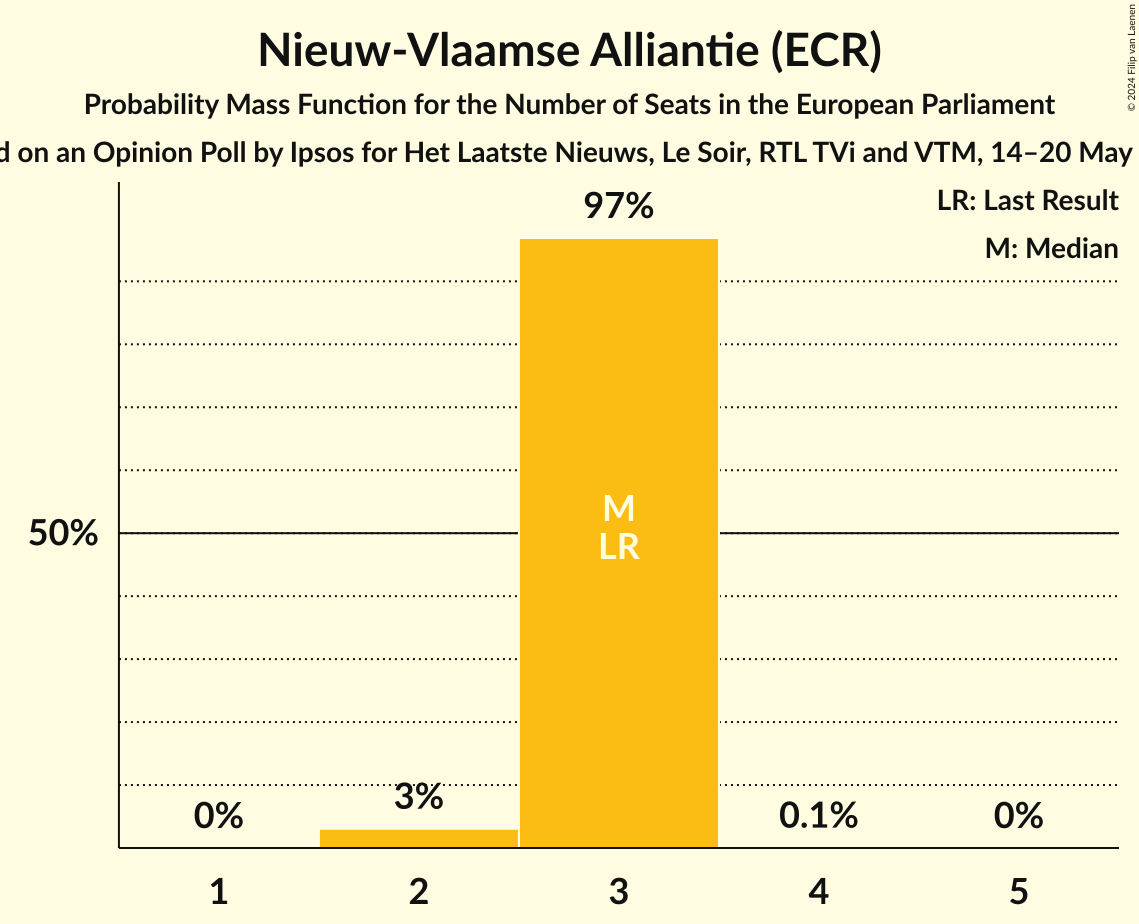 Nieuw-Vlaamse Alliantie (ECR)
Probability Mass Function for the Number of Seats in the European Parliament
on an Opinion Poll by Ipsos for Het Laatste Nieuws, Le Soir, RTL TVi and VTM, 14–20 May
© 2024 Filip van Laenen
LR: Last Result
M: Median
97%
M
LR
50%
0%
3%
0.1%
0%
1 2 3 4 5